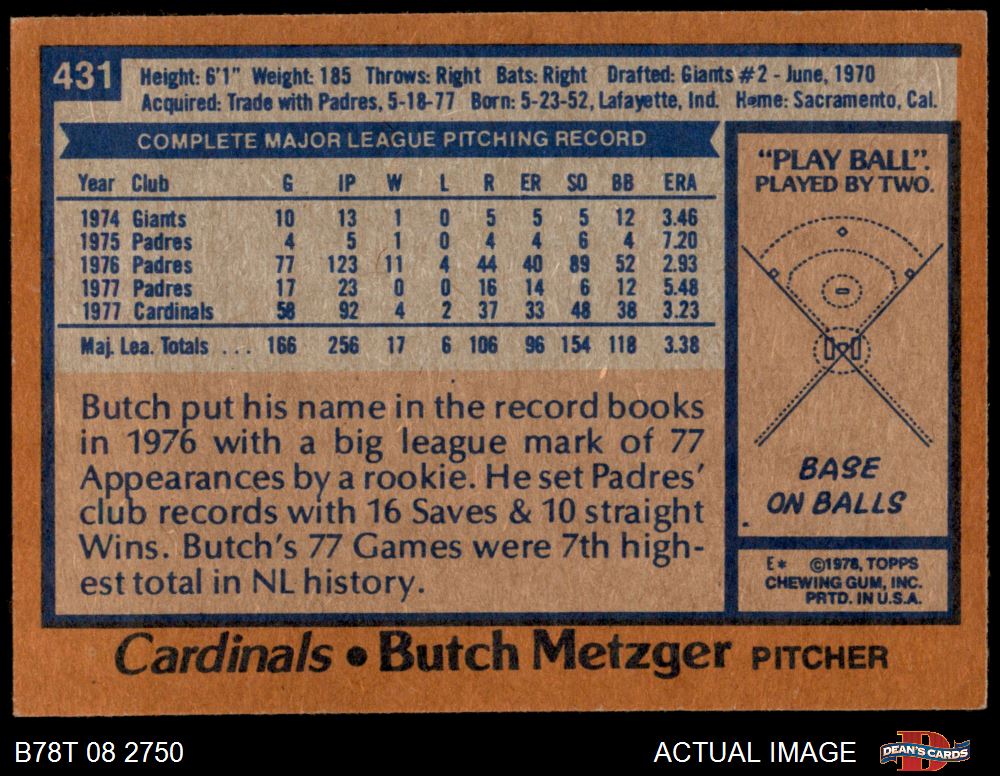 431
Height: 6'1" Weight: 185 Throws: Right Bats: Right Drafted: Giants #2 - June, 1970
Acquired: Trade with Padres, 5-18-77 Born: 5-23-52, Lafayette, Ind. Home: Sacramento, Cal.
COMPLETE MAJOR LEAGUE PITCHING RECORD
Year Club G IP W L R ER SO BB ERA
1974 Giants 10 13 1 0 5 5 5 12 3.46
1975 Padres 4 5 1 0 4 4 6 4 7.20
1976 Padres 77 123 11 4 44 40 89 52 2.93
1977 Padres 17 23 0 0 16 14 6 12 5.48
1977 Cardinals 58 92 4 2 37 33 48 38 3.23
Maj. Lea. Totals . . . 166 256 17 6 106 96 154 118 3.38
Butch put his name in the record books
in 1976 with a big league mark of 77
Appearances by a rookie. He set Padres'
club records with 16 Saves & 10 straight
Wins. Butch's 77 Games were 7th high-
est total in NL history.
"PLAY BALL".
PLAYED BY TWO.
BASE
ON BALLS
E* ©1978, TOPPS
CHEWING GUM, INC.
PRTD. IN U.S.A.
Cardinals • Butch Metzger PITCHER
B78T 08 2750 ACTUAL IMAGE DEAN'S CARDS